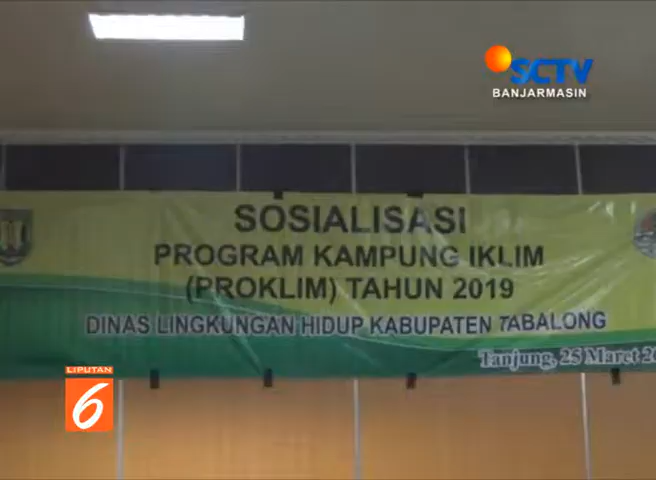 SCTV
BANJARMASIN
SOSIALISASI
PROGRAM KAMPUNG IKLIM
(PROKLIM) TAHUN 2019
DINAS LINGKUNGAN HIDUP KABUPATEN TABALONG
Tanjung, 25 Maret
LIPUTAN
6